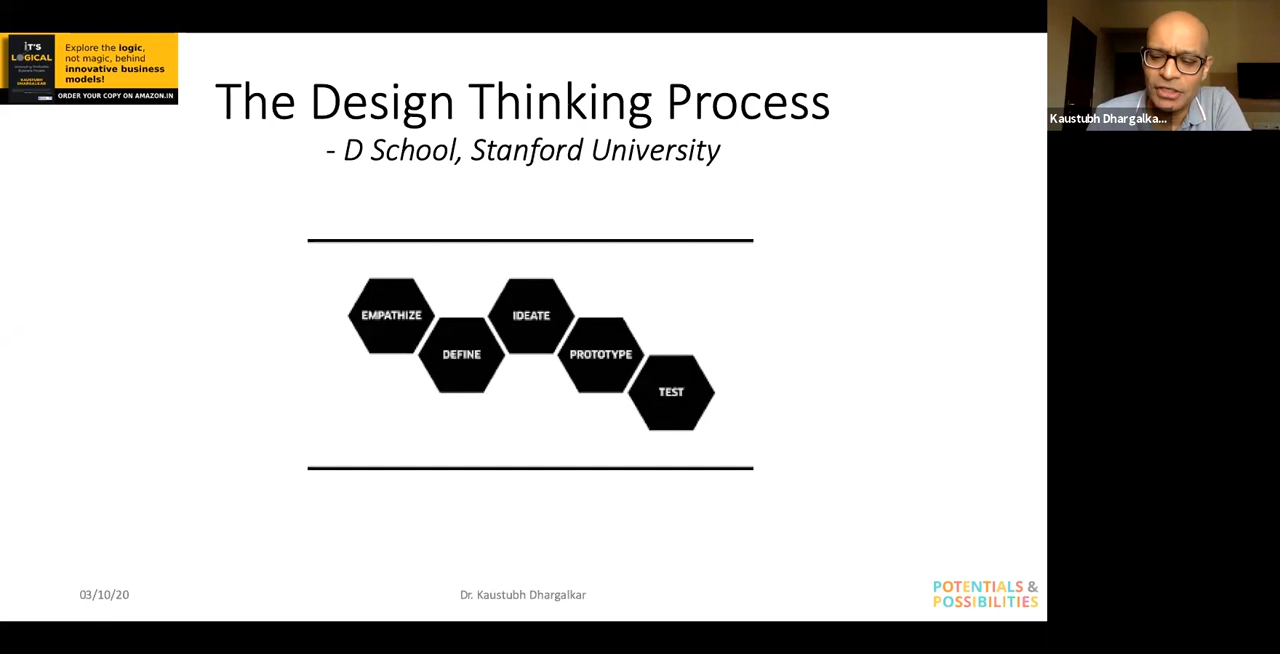 iT'S
LOGICAL
KAUSTUBH
DHARGALKAR
Explore the logic,
not magic, behind
innovative business
models!
ORDER YOUR COPY ON AMAZON.IN
The Design Thinking Process
- D School, Stanford University
EMPATHIZE
DEFINE
IDEATE
PROTOTYPE
TEST
03/10/20
Dr. Kaustubh Dhargalkar
POTENTIALS &
POSSIBILITIES
Kaustubh Dhargalka...